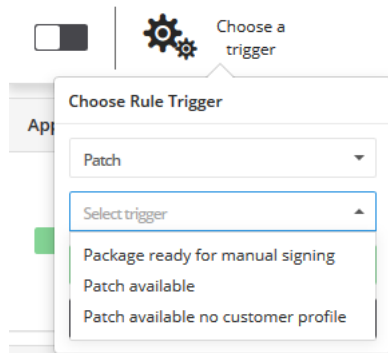 Choose a
trigger
Choose Rule Trigger
App
Patch
Select trigger
Package ready for manual signing
Patch available
Patch available no customer profile